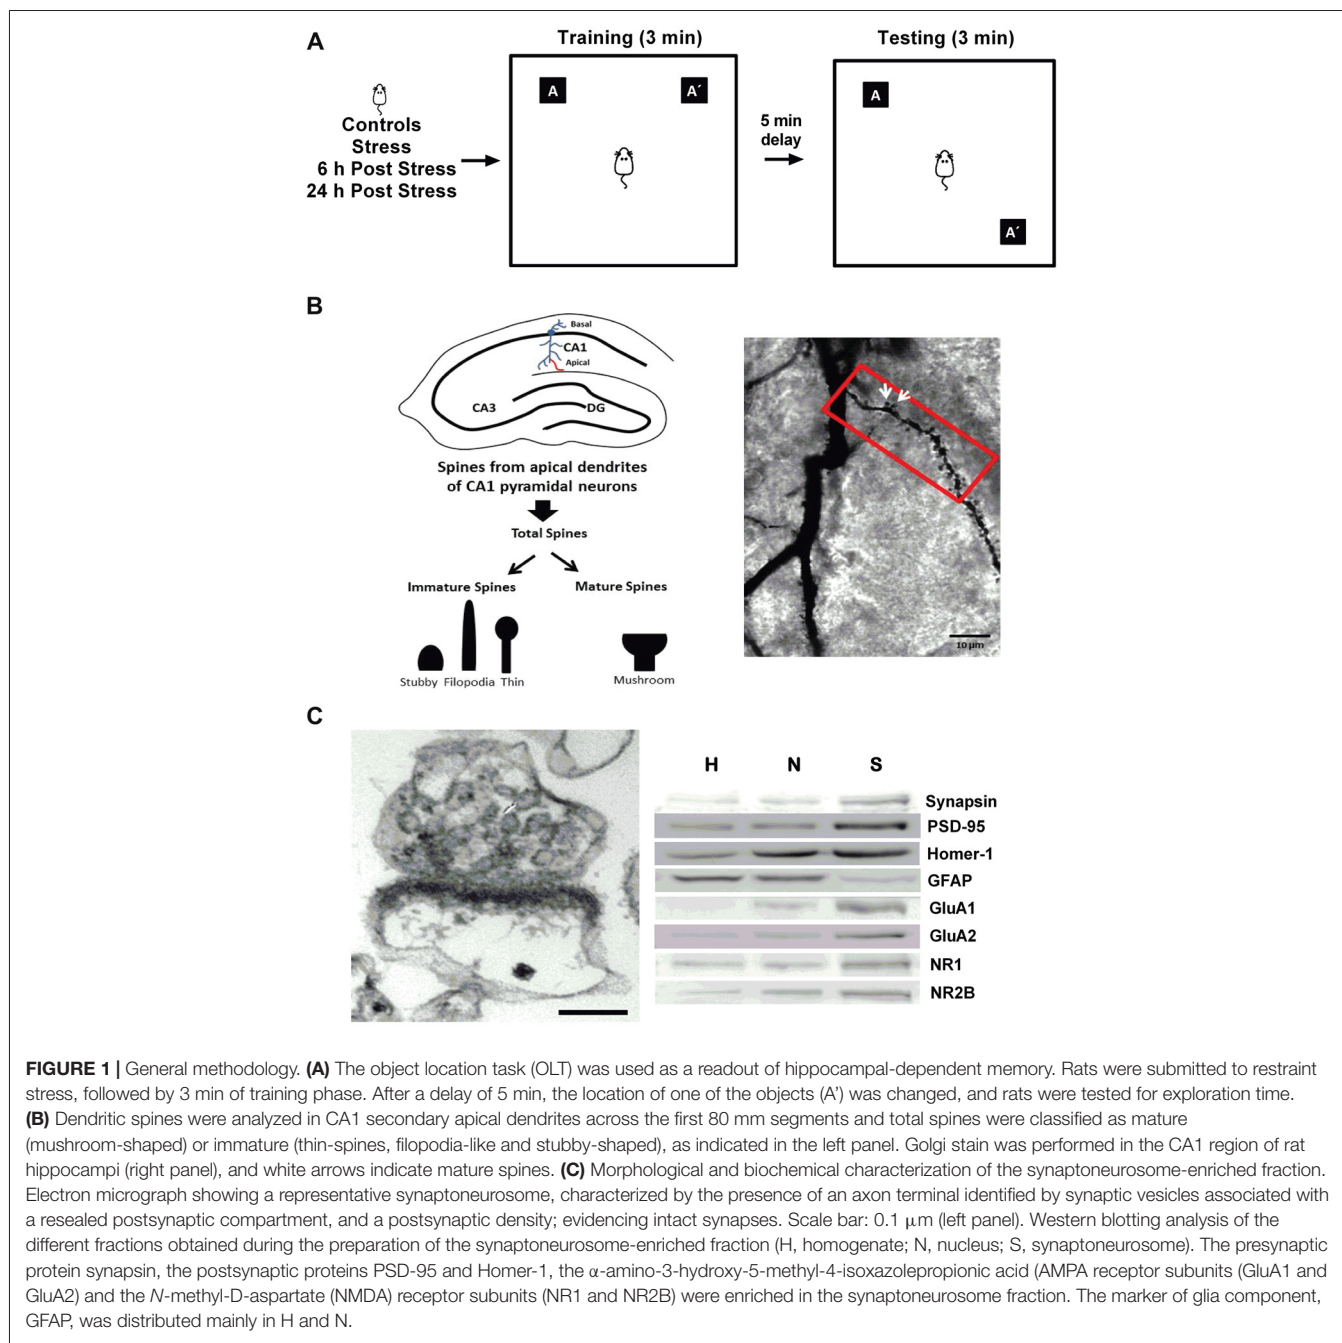 A
Training (3 min)
Testing (3 min)
A
A´
A
5 min
delay
Controls
Stress
6 h Post Stress
24 h Post Stress
A´
B
Basal
CA1
Apical
CA3
DG
Spines from apical dendrites
of CA1 pyramidal neurons
Total Spines
Immature Spines
Mature Spines
Stubby Filopodia Thin
Mushroom
10 μm
C
H N S
Synapsin
PSD-95
Homer-1
GFAP
GluA1
GluA2
NR1
NR2B
FIGURE 1 | General methodology. (A) The object location task (OLT) was used as a readout of hippocampal-dependent memory. Rats were submitted to restraint
stress, followed by 3 min of training phase. After a delay of 5 min, the location of one of the objects (A’) was changed, and rats were tested for exploration time.
(B) Dendritic spines were analyzed in CA1 secondary apical dendrites across the first 80 mm segments and total spines were classified as mature
(mushroom-shaped) or immature (thin-spines, filopodia-like and stubby-shaped), as indicated in the left panel. Golgi stain was performed in the CA1 region of rat
hippocampi (right panel), and white arrows indicate mature spines. (C) Morphological and biochemical characterization of the synaptoneurosome-enriched fraction.
Electron micrograph showing a representative synaptoneurosome, characterized by the presence of an axon terminal identified by synaptic vesicles associated with
a resealed postsynaptic compartment, and a postsynaptic density; evidencing intact synapses. Scale bar: 0.1 μm (left panel). Western blotting analysis of the
different fractions obtained during the preparation of the synaptoneurosome-enriched fraction (H, homogenate; N, nucleus; S, synaptoneurosome). The presynaptic
protein synapsin, the postsynaptic proteins PSD-95 and Homer-1, the α-amino-3-hydroxy-5-methyl-4-isoxazolepropionic acid (AMPA receptor subunits (GluA1 and
GluA2) and the N-methyl-D-aspartate (NMDA) receptor subunits (NR1 and NR2B) were enriched in the synaptoneurosome fraction. The marker of glia component,
GFAP, was distributed mainly in H and N.